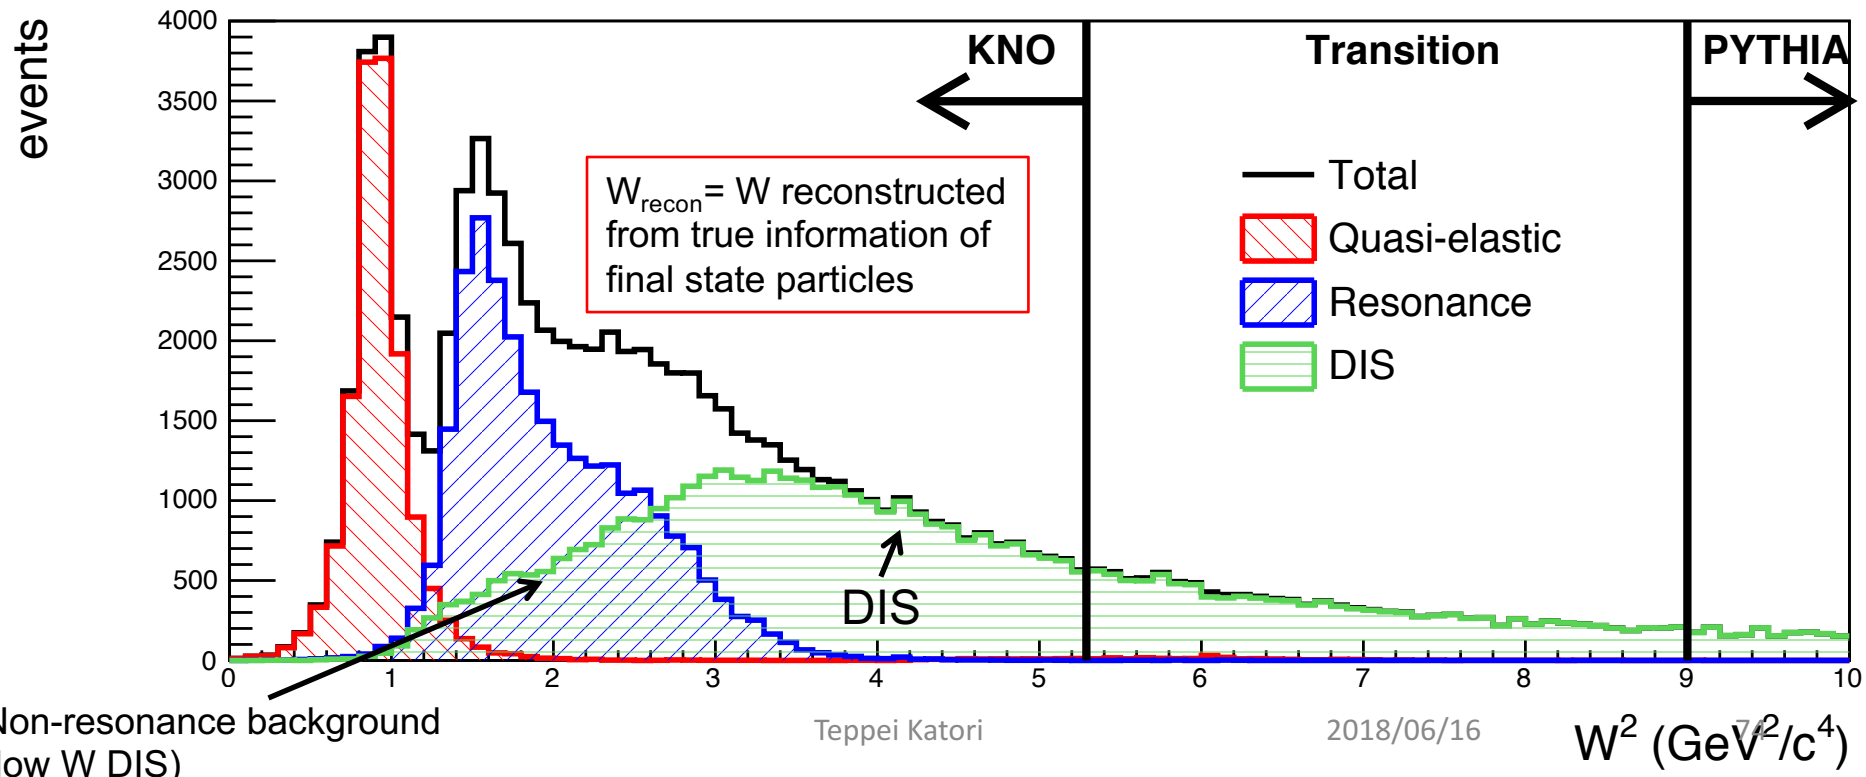 events
4000
3500
3000
2500
2000
1500
1000
500
0
KNO
Transition
PYTHIA
W_recon= W reconstructed
from true information of
final state particles
Total
Quasi-elastic
Resonance
DIS
DIS
0 1 2 3 4 5 6 7 8 9 10
Non-resonance background
low W DIS)
Teppei Katori
2018/06/16
74
W² (GeV²/c⁴)